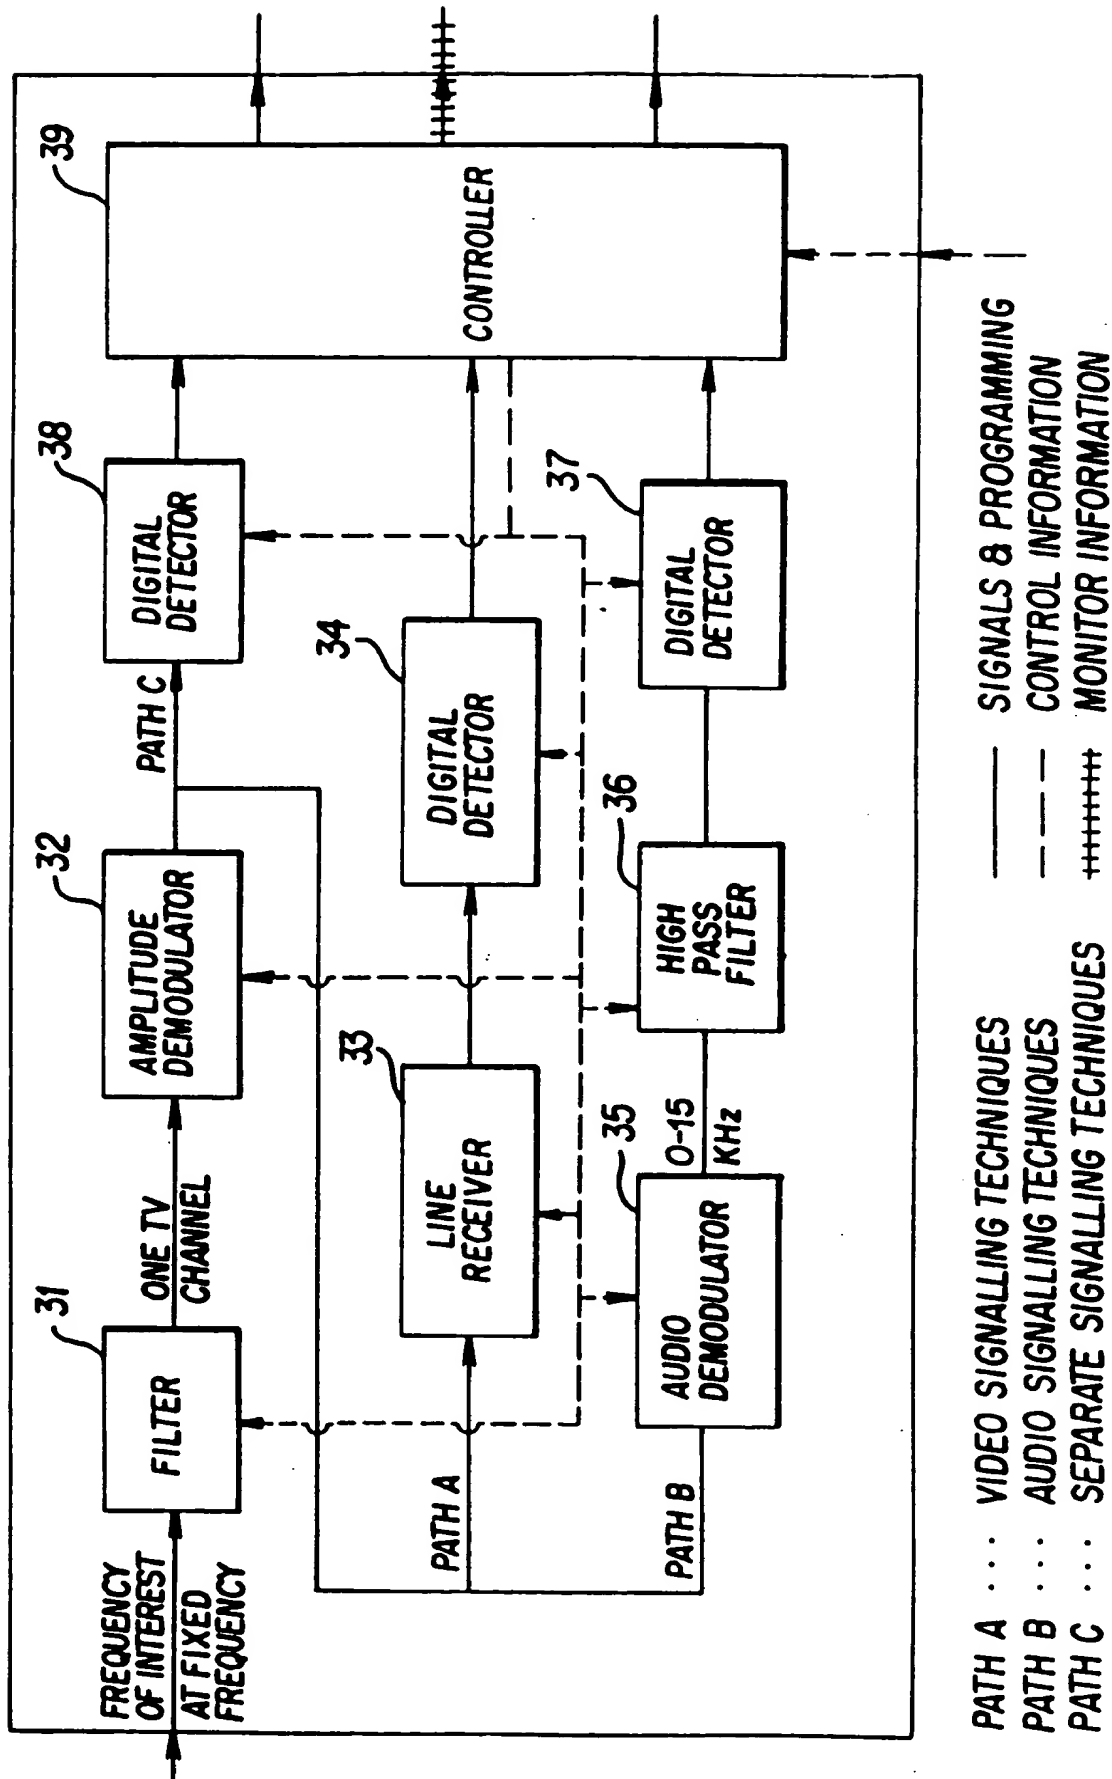 FREQUENCY
OF INTEREST
AT FIXED
FREQUENCY
31
FILTER
ONE TV
CHANNEL
32
AMPLITUDE
DEMODULATOR
PATH C
38
DIGITAL
DETECTOR
39
CONTROLLER
PATH A
33
LINE
RECEIVER
34
DIGITAL
DETECTOR
PATH B
35
AUDIO
DEMODULATOR
0-15
KHz
36
HIGH
PASS
FILTER
37
DIGITAL
DETECTOR
PATH A ... VIDEO SIGNALLING TECHNIQUES
PATH B ... AUDIO SIGNALLING TECHNIQUES
PATH C ... SEPARATE SIGNALLING TECHNIQUES
SIGNALS & PROGRAMMING
CONTROL INFORMATION
MONITOR INFORMATION